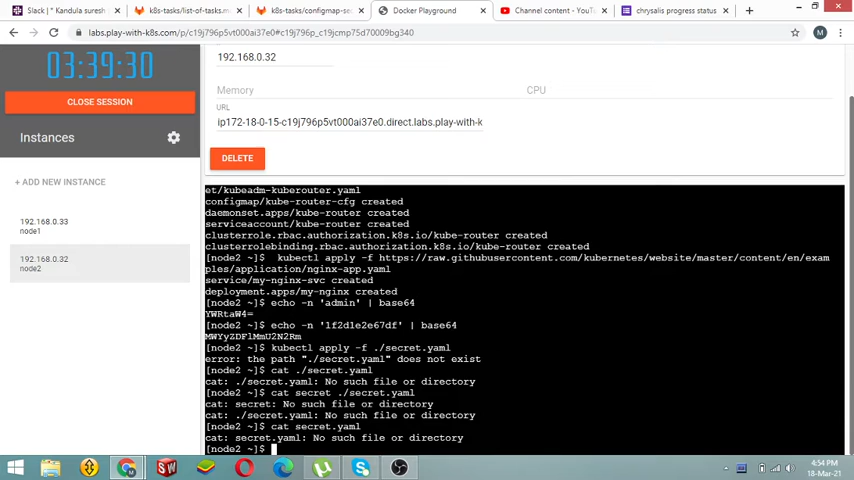 Slack | * Kandula suresh |
k8s-tasks/list-of-tasks.m
k8s-tasks/configmap-se
Docker Playground
Channel content - YouT
chrysalis progress status
labs.play-with-k8s.com/p/c19j796p5vt000ai37e0#c19j796p_c19jcmp75d70009bg340
M
03:39:30
CLOSE SESSION
Instances
+ ADD NEW INSTANCE
192.168.0.33
node1
192.168.0.32
node2
192.168.0.32
Memory
CPU
URL
ip172-18-0-15-c19j796p5vt000ai37e0.direct.labs.play-with-k
DELETE
et/kubeadm-kuberouter.yaml
configmap/kube-router-cfg created
daemonset.apps/kube-router created
serviceaccount/kube-router created
clusterrole.rbac.authorization.k8s.io/kube-router created
clusterrolebinding.rbac.authorization.k8s.io/kube-router created
[node2 ~]$  kubectl apply -f https://raw.githubusercontent.com/kubernetes/website/master/content/en/exam
ples/application/nginx-app.yaml
service/my-nginx-svc created
deployment.apps/my-nginx created
[node2 ~]$ echo -n 'admin' | base64
YWRtaW4=
[node2 ~]$ echo -n '1f2d1e2e67df' | base64
MWYyZDFlMmU2N2Rm
[node2 ~]$ kubectl apply -f ./secret.yaml
error: the path "./secret.yaml" does not exist
[node2 ~]$ cat ./secret.yaml
cat: ./secret.yaml: No such file or directory
[node2 ~]$ cat secret ./secret.yaml
cat: secret: No such file or directory
cat: ./secret.yaml: No such file or directory
[node2 ~]$ cat secret.yaml
cat: secret.yaml: No such file or directory
[node2 ~]$
4:54 PM
18-Mar-21